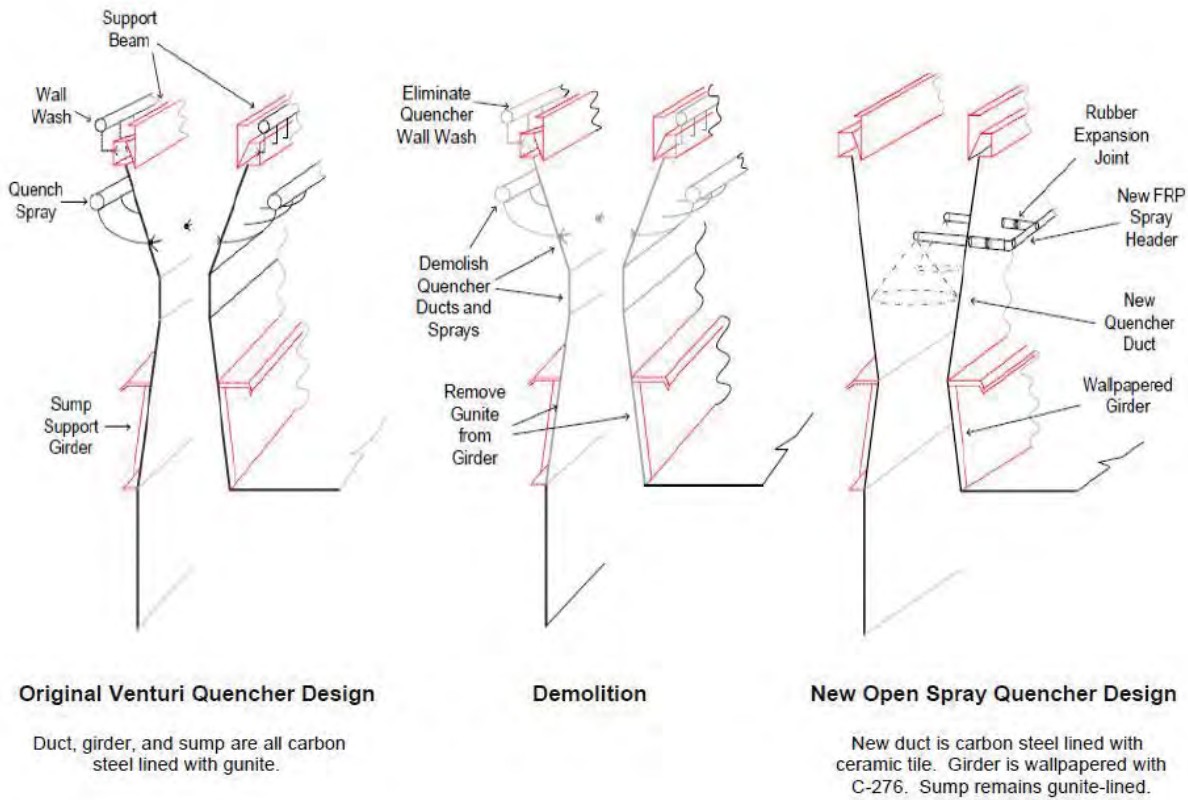 Support
Beam
Wall
Wash
Quench
Spray
Sump
Support
Girder
Eliminate
Quencher
Wall Wash
Demolish
Quencher
Ducts and
Sprays
Remove
Gunite
from
Girder
Rubber
Expansion
Joint
New FRP
Spray
Header
New
Quencher
Duct
Wallpapered
Girder
Original Venturi Quencher Design
Duct, girder, and sump are all carbon
steel lined with gunite.
Demolition
New Open Spray Quencher Design
New duct is carbon steel lined with
ceramic tile. Girder is wallpapered with
C-276. Sump remains gunite-lined.